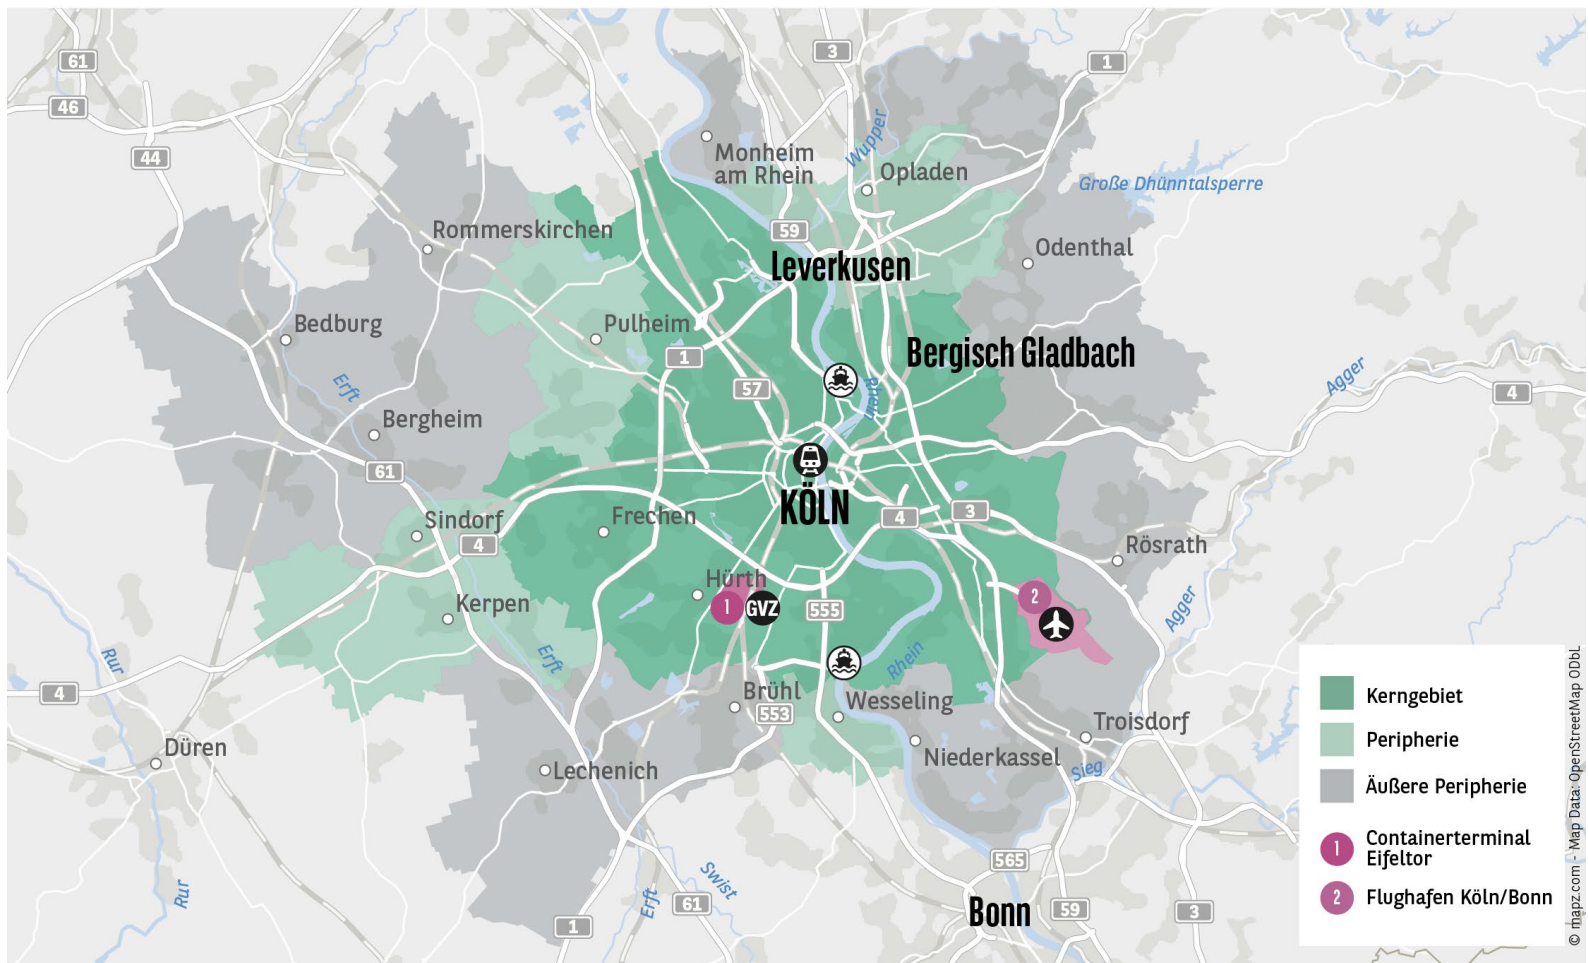 61
3
1
46
Wupper
44
Monheim
am Rhein
Opladen
Große Dhünntalsperre
Rommerskirchen
59
Odenthal
Leverkusen
Bedburg
Pulheim
1
Bergisch Gladbach
Agger
Erft
57
Rhein
4
Bergheim
61
KÖLN
Sindorf
Frechen
4
3
4
Rösrath
Hürth
1
GVZ
555
2
Kerpen
Agger
Rur
Erft
Rhein
4
Brühl
553
Wesseling
Troisdorf
Düren
Niederkassel
Lechenich
Sieg
Rur
Swist
Erft
565
61
1
Bonn
59
3
Kerngebiet
Peripherie
Äußere Peripherie
1 Containerterminal
Eifeltor
2 Flughafen Köln/Bonn
© mapz.com - Map Data: OpenStreetMap ODbL